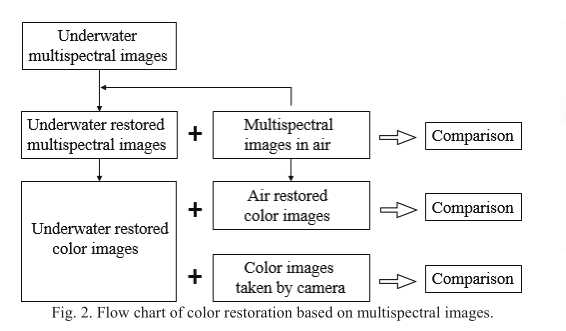 Underwater
multispectral images
Underwater restored
multispectral images
+
Multispectral
images in air
Comparison
Underwater restored
color images
+
Air restored
color images
Comparison
+
Color images
taken by camera
Comparison
Fig. 2. Flow chart of color restoration based on multispectral images.